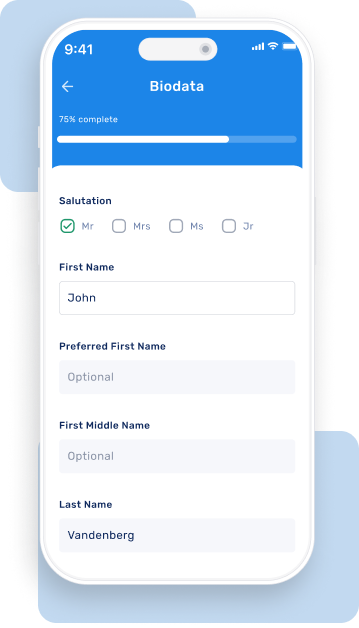 9:41
Biodata
75% complete
Salutation
Mr Mrs Ms Jr
First Name
John
Preferred First Name
Optional
First Middle Name
Optional
Last Name
Vandenberg